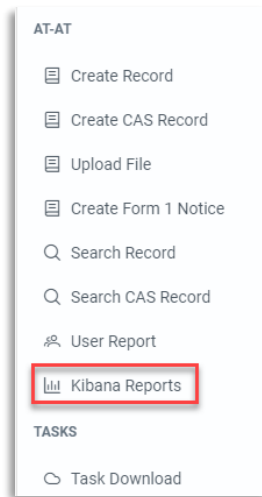 AT-AT
Create Record
Create CAS Record
Upload File
Create Form 1 Notice
Search Record
Search CAS Record
User Report
Kibana Reports
TASKS
Task Download